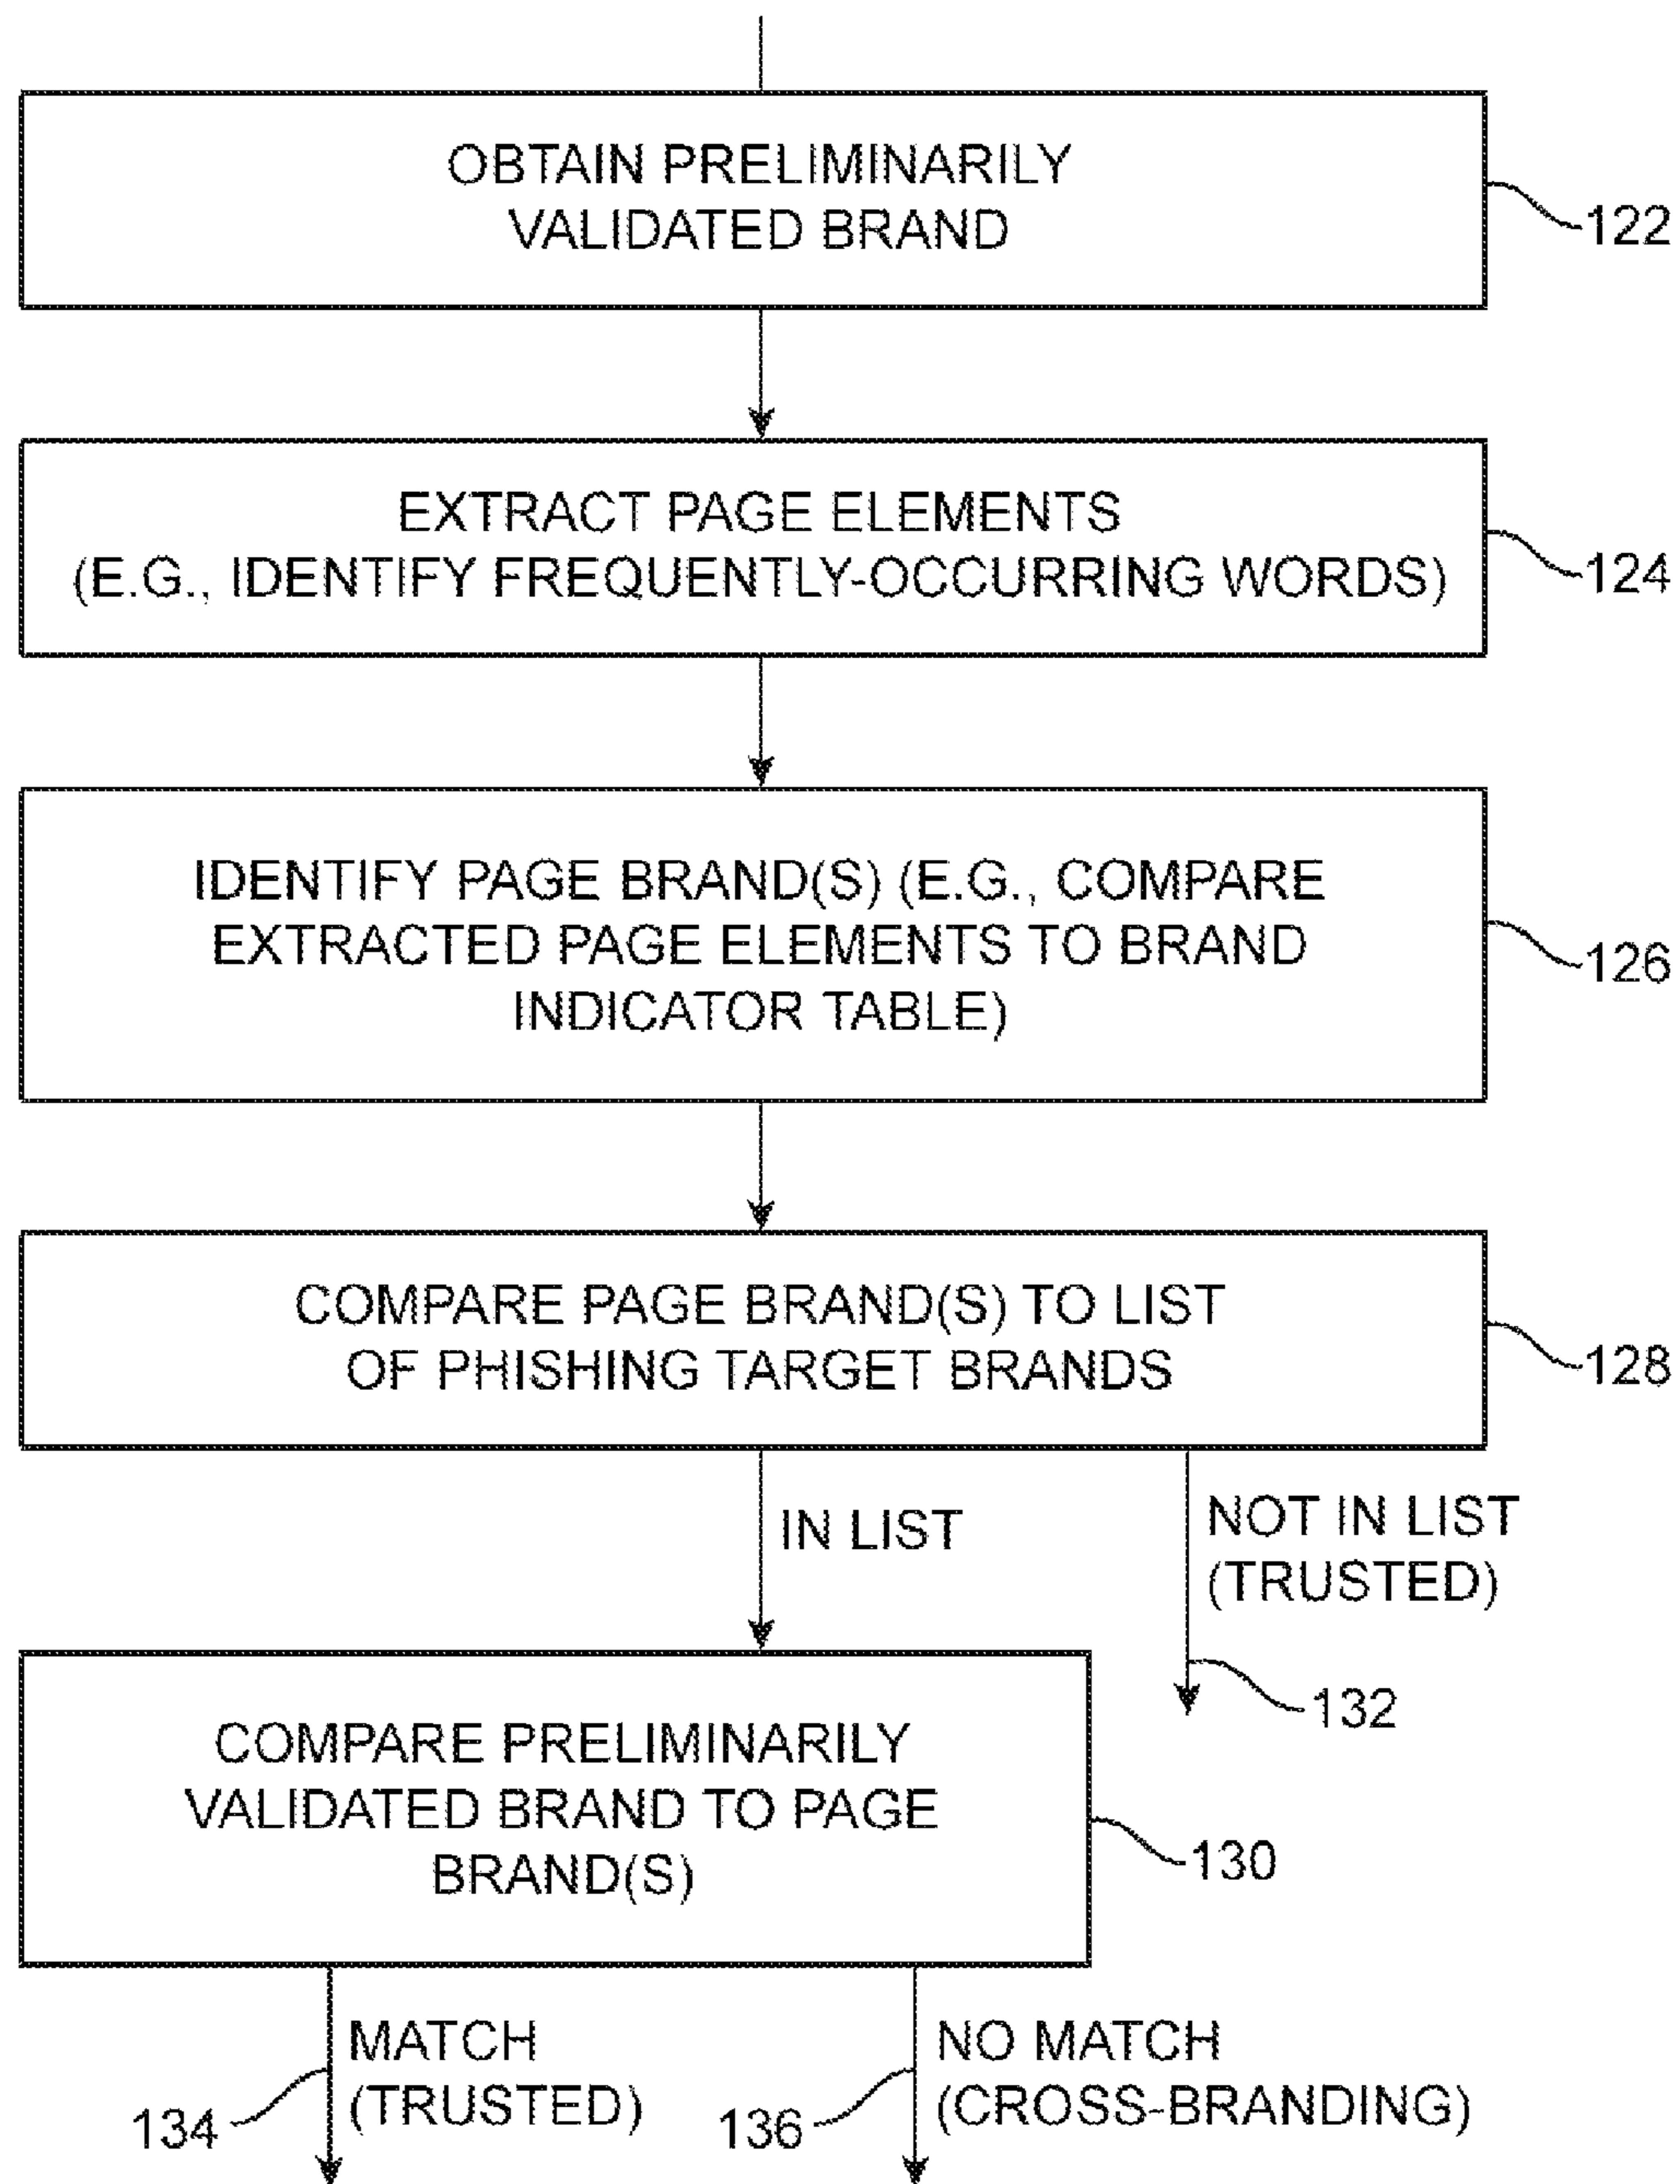 OBTAIN PRELIMINARILY
VALIDATED BRAND
122
EXTRACT PAGE ELEMENTS
(E.G., IDENTIFY FREQUENTLY-OCCURRING WORDS)
124
IDENTIFY PAGE BRAND(S) (E.G., COMPARE
EXTRACTED PAGE ELEMENTS TO BRAND
INDICATOR TABLE)
126
COMPARE PAGE BRAND(S) TO LIST
OF PHISHING TARGET BRANDS
128
IN LIST
NOT IN LIST
(TRUSTED)
132
COMPARE PRELIMINARILY
VALIDATED BRAND TO PAGE
BRAND(S)
130
MATCH
(TRUSTED)
134
NO MATCH
(CROSS-BRANDING)
136